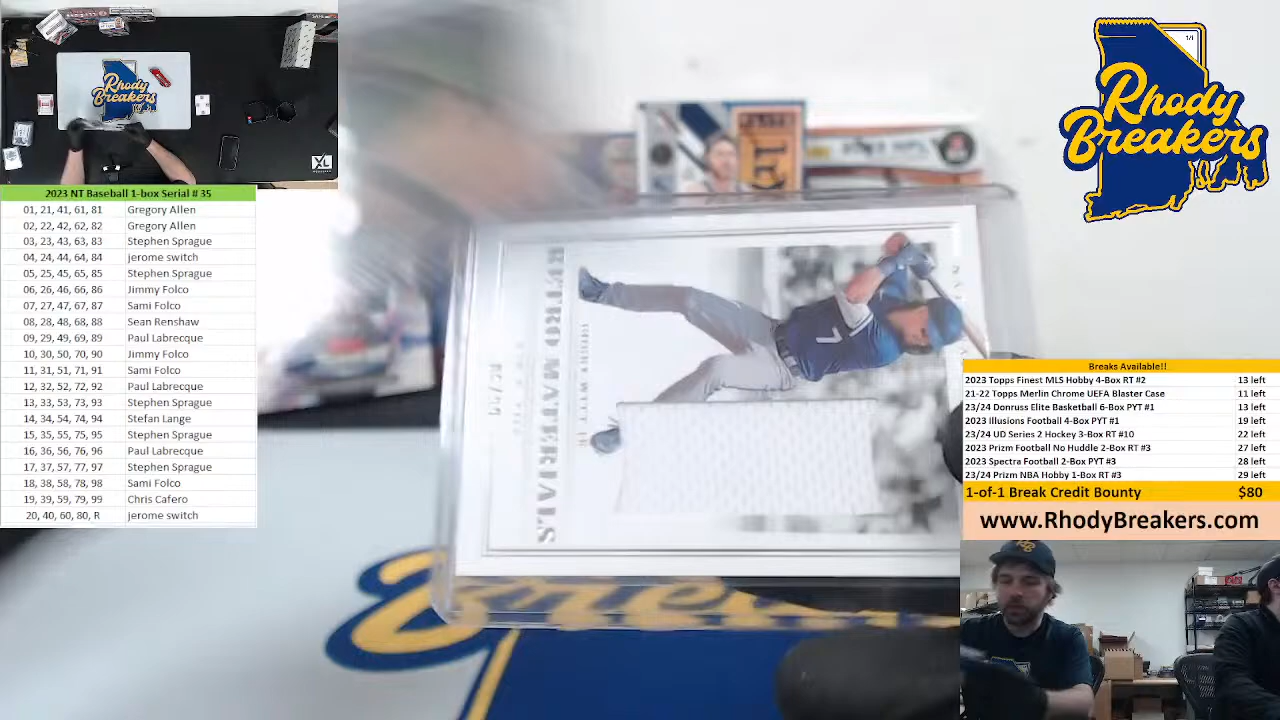 Rhody
Breakers
XL
2023 NT Baseball 1-box Serial # 35
01, 21, 41, 61, 81 Gregory Allen
02, 22, 42, 62, 82 Gregory Allen
03, 23, 43, 63, 83 Stephen Sprague
04, 24, 44, 64, 84 jerome switch
05, 25, 45, 65, 85 Stephen Sprague
06, 26, 46, 66, 86 Jimmy Folco
07, 27, 47, 67, 87 Sami Folco
08, 28, 48, 68, 88 Sean Renshaw
09, 29, 49, 69, 89 Paul Labrecque
10, 30, 50, 70, 90 Jimmy Folco
11, 31, 51, 71, 91 Sami Folco
12, 32, 52, 72, 92 Paul Labrecque
13, 33, 53, 73, 93 Stephen Sprague
14, 34, 54, 74, 94 Stefan Lange
15, 35, 55, 75, 95 Stephen Sprague
16, 36, 56, 76, 96 Paul Labrecque
17, 37, 57, 77, 97 Stephen Sprague
18, 38, 58, 78, 98 Sami Folco
19, 39, 59, 79, 99 Chris Cafero
20, 40, 60, 80, R jerome switch
RETRO MATERIALS
BOBBY WITT JR
7
1/1
Rhody
Breakers
Breaks Available!!
2023 Topps Finest MLS Hobby 4-Box RT #2 13 left
21-22 Topps Merlin Chrome UEFA Blaster Case 11 left
23/24 Donruss Elite Basketball 6-Box PYT #1 13 left
2023 Illusions Football 4-Box PYT #1 19 left
23/24 UD Series 2 Hockey 3-Box RT #10 22 left
2023 Prizm Football No Huddle 2-Box RT #3 27 left
2023 Spectra Football 2-Box PYT #3 28 left
23/24 Prizm NBA Hobby 1-Box RT #3 29 left
1-of-1 Break Credit Bounty $80
www.RhodyBreakers.com